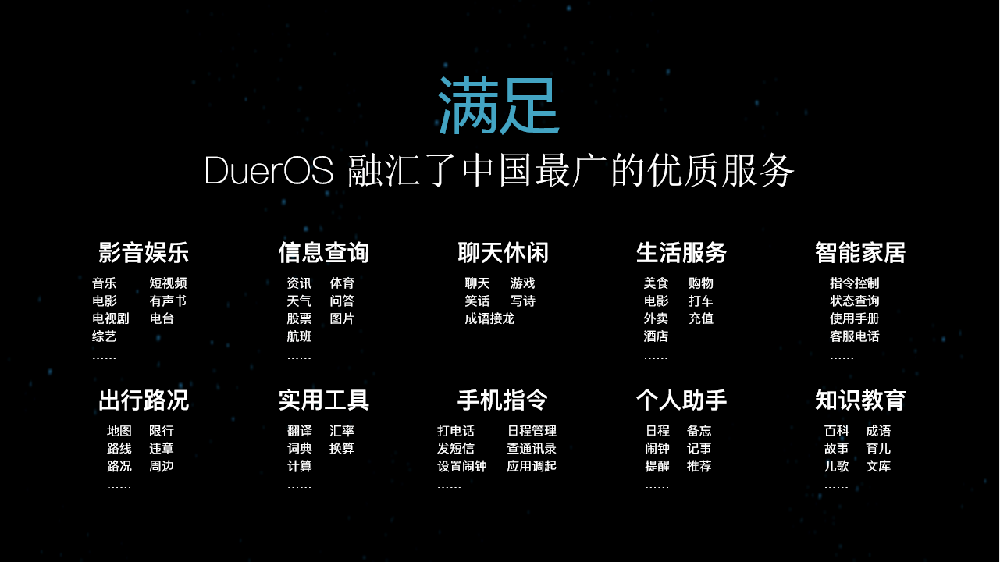 满足
DuerOS 融汇了中国最广的优质服务
影音娱乐
音乐 短视频
电影 有声书
电视剧 电台
综艺
......
信息查询
资讯 体育
天气 问答
股票 图片
航班
......
聊天休闲
聊天 游戏
笑话 写诗
成语接龙
......
生活服务
美食 购物
电影 打车
外卖 充值
酒店
......
智能家居
指令控制
状态查询
使用手册
客服电话
......
出行路况
地图 限行
路线 违章
路况 周边
......
实用工具
翻译 汇率
词典 换算
计算
......
手机指令
打电话 日程管理
发短信 查通讯录
设置闹钟 应用调起
......
个人助手
日程 备忘
闹钟 记事
提醒 推荐
......
知识教育
百科 成语
故事 育儿
儿歌 文库
......